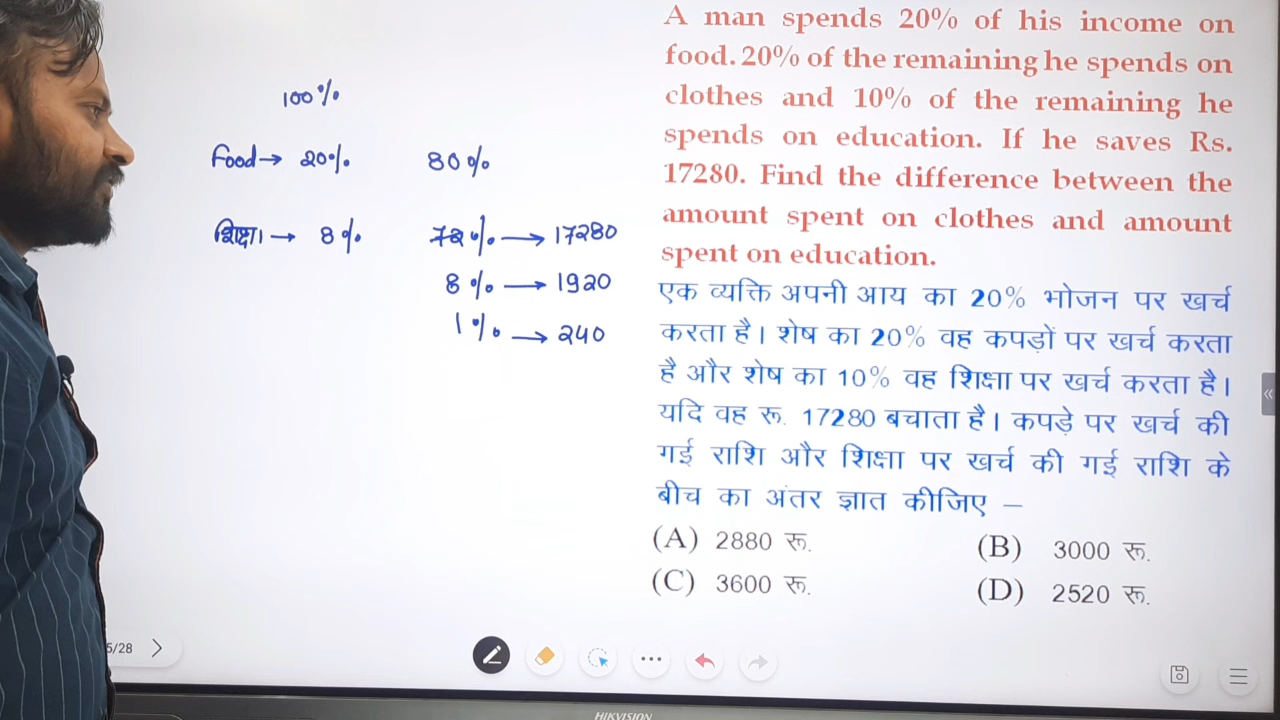 100%
Food → 20% 80%
शिक्षा → 8% 72% → 17280
8% → 1920
1% → 240
A man spends 20% of his income on
food. 20% of the remaining he spends on
clothes and 10% of the remaining he
spends on education. If he saves Rs.
17280. Find the difference between the
amount spent on clothes and amount
spent on education.
एक व्यक्ति अपनी आय का 20% भोजन पर खर्च
करता है। शेष का 20% वह कपड़ों पर खर्च करता
है और शेष का 10% वह शिक्षा पर खर्च करता है।
यदि वह रू. 17280 बचाता है। कपड़े पर खर्च की
गई राशि और शिक्षा पर खर्च की गई राशि के
बीच का अंतर ज्ञात कीजिए –
(A) 2880 रू. (B) 3000 रू.
(C) 3600 रू. (D) 2520 रू.
5/28
HIKVISION